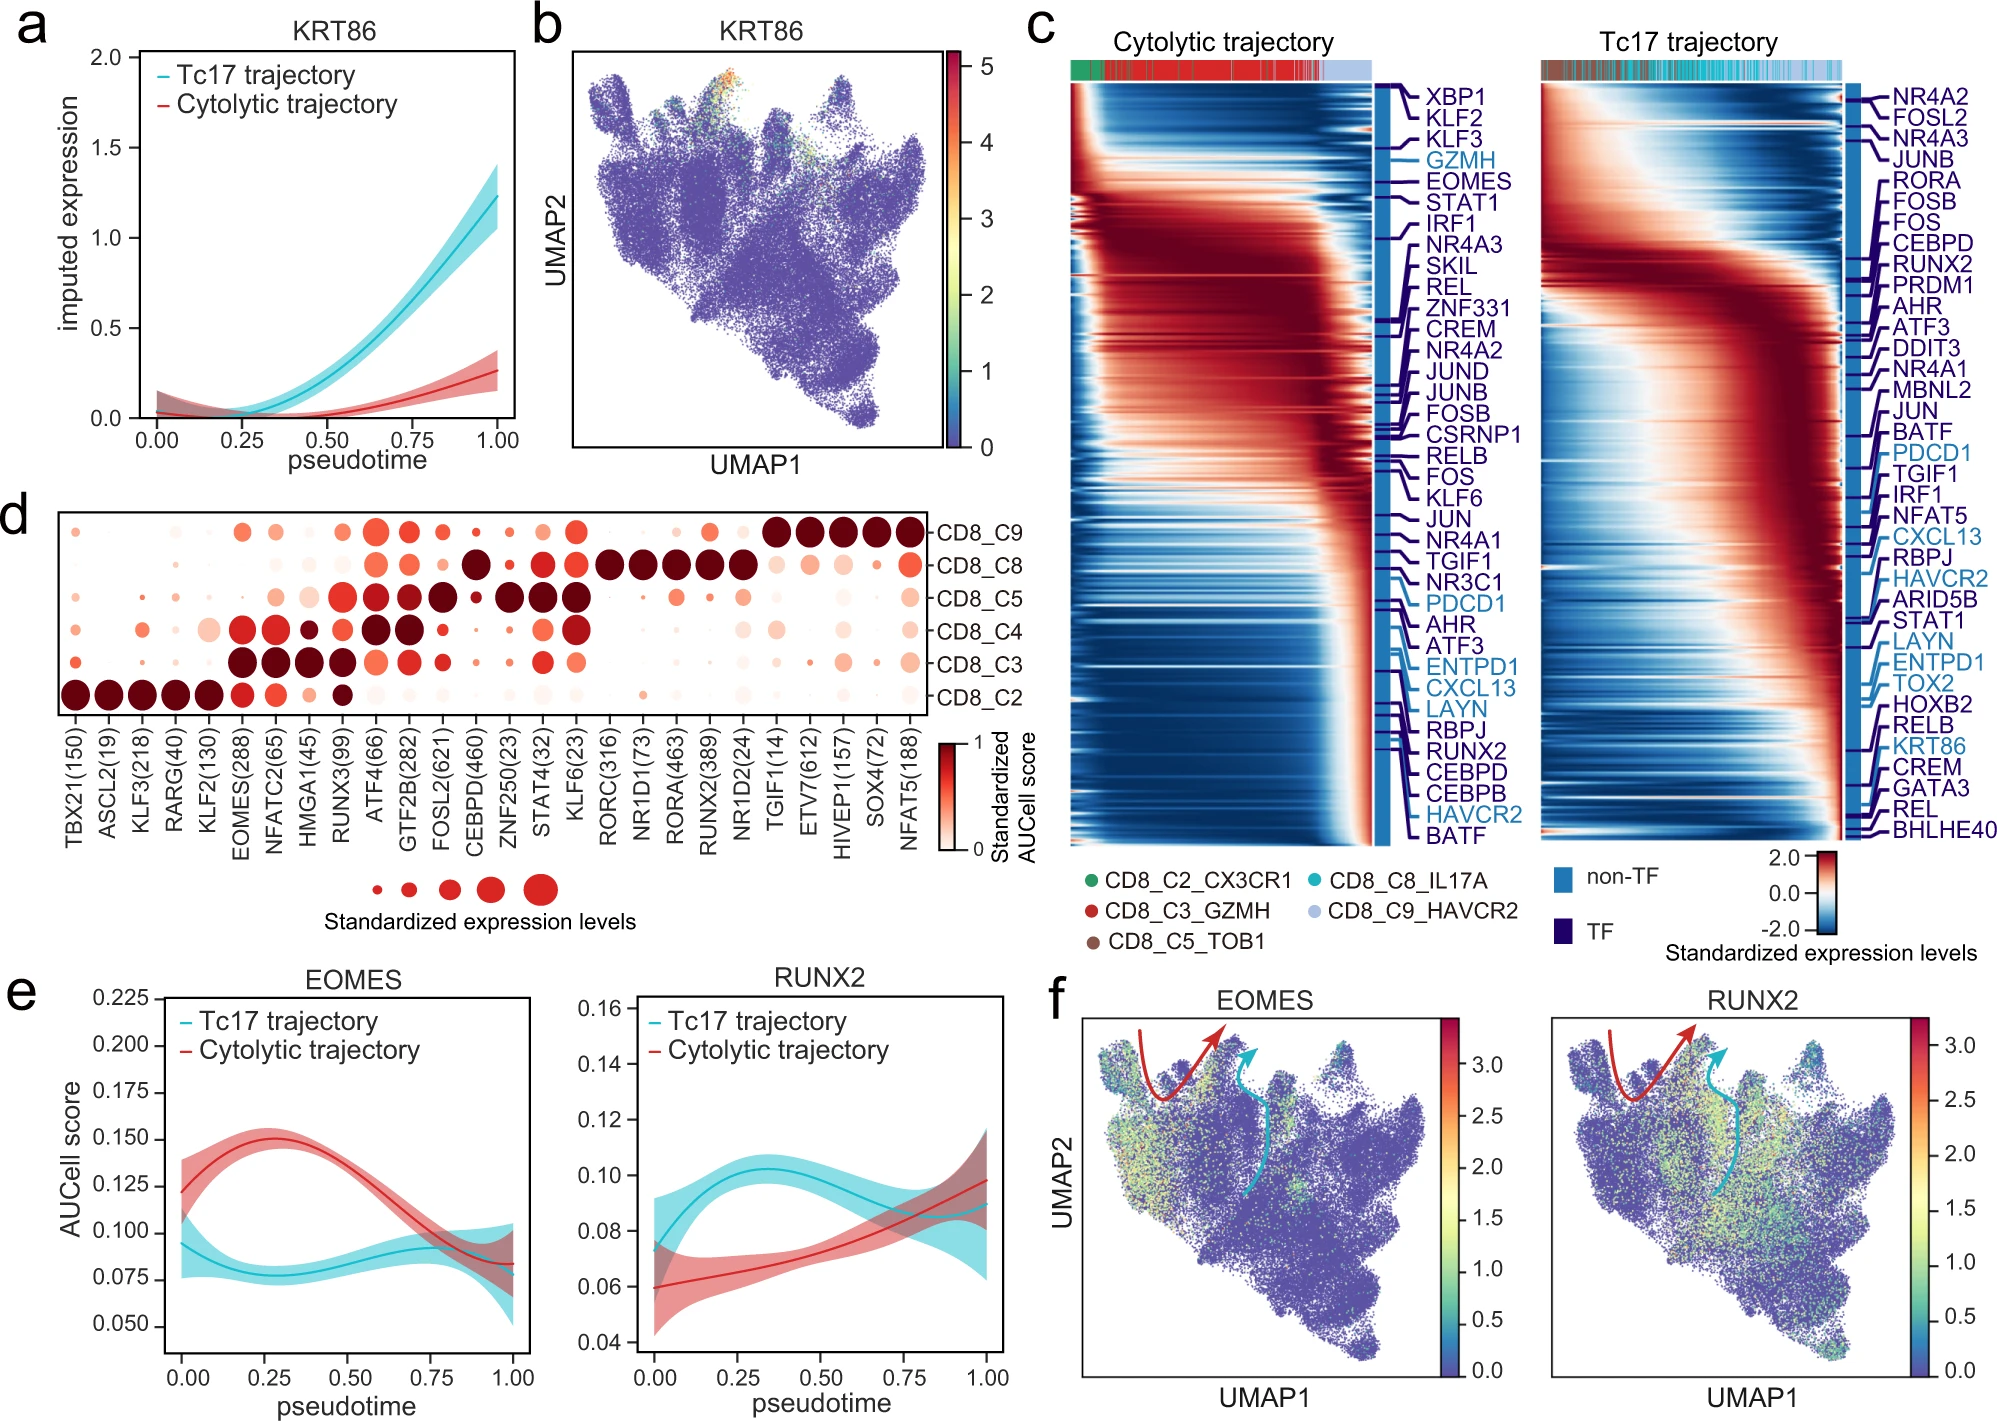 a
KRT86
2.0
1.5
1.0
0.5
0.0
imputed expression
Tc17 trajectory
Cytolytic trajectory
0.00 0.25 0.50 0.75 1.00
pseudotime
b
KRT86
UMAP2
UMAP1
5
4
3
2
1
0
c
Cytolytic trajectory
XBP1
KLF2
KLF3
GZMH
EOMES
STAT1
IRF1
NR4A3
SKIL
REL
ZNF331
CREM
NR4A2
JUND
JUNB
FOSB
CSRNP1
RELB
FOS
KLF6
JUN
NR4A1
TGIF1
NR3C1
PDCD1
AHR
ATF3
ENTPD1
CXCL13
LAYN
RBPJ
RUNX2
CEBPD
CEBPB
HAVCR2
BATF
Tc17 trajectory
NR4A2
FOSL2
NR4A3
JUNB
RORA
FOSB
FOS
CEBPD
RUNX2
PRDM1
AHR
ATF3
DDIT3
NR4A1
MBNL2
JUN
BATF
PDCD1
TGIF1
IRF1
NFAT5
CXCL13
RBPJ
HAVCR2
ARID5B
STAT1
LAYN
ENTPD1
TOX2
HOXB2
RELB
KRT86
CREM
GATA3
REL
BHLHE40
CD8_C2_CX3CR1
CD8_C3_GZMH
CD8_C5_TOB1
CD8_C8_IL17A
CD8_C9_HAVCR2
non-TF
TF
2.0
0.0
-2.0
Standardized expression levels
d
CD8_C9
CD8_C8
CD8_C5
CD8_C4
CD8_C3
CD8_C2
TBX21(150)
ASCL2(19)
KLF3(218)
RARG(40)
KLF2(130)
EOMES(288)
NFATC2(65)
HMGA1(45)
RUNX3(99)
ATF4(66)
GTF2B(282)
FOSL2(621)
CEBPD(460)
ZNF250(23)
STAT4(32)
KLF6(23)
RORC(316)
NR1D1(73)
RORA(463)
RUNX2(389)
NR1D2(24)
TGIF1(14)
ETV7(612)
HIVEP1(157)
SOX4(72)
NFAT5(188)
1
0
Standardized
AUCell score
Standardized expression levels
e
EOMES
0.225
0.200
0.175
0.150
0.125
0.100
0.075
0.050
AUCell score
Tc17 trajectory
Cytolytic trajectory
0.00 0.25 0.50 0.75 1.00
pseudotime
RUNX2
0.16
0.14
0.12
0.10
0.08
0.06
0.04
Tc17 trajectory
Cytolytic trajectory
0.00 0.25 0.50 0.75 1.00
pseudotime
f
EOMES
UMAP2
UMAP1
3.0
2.5
2.0
1.5
1.0
0.5
0.0
RUNX2
UMAP1
3.0
2.5
2.0
1.5
1.0
0.5
0.0